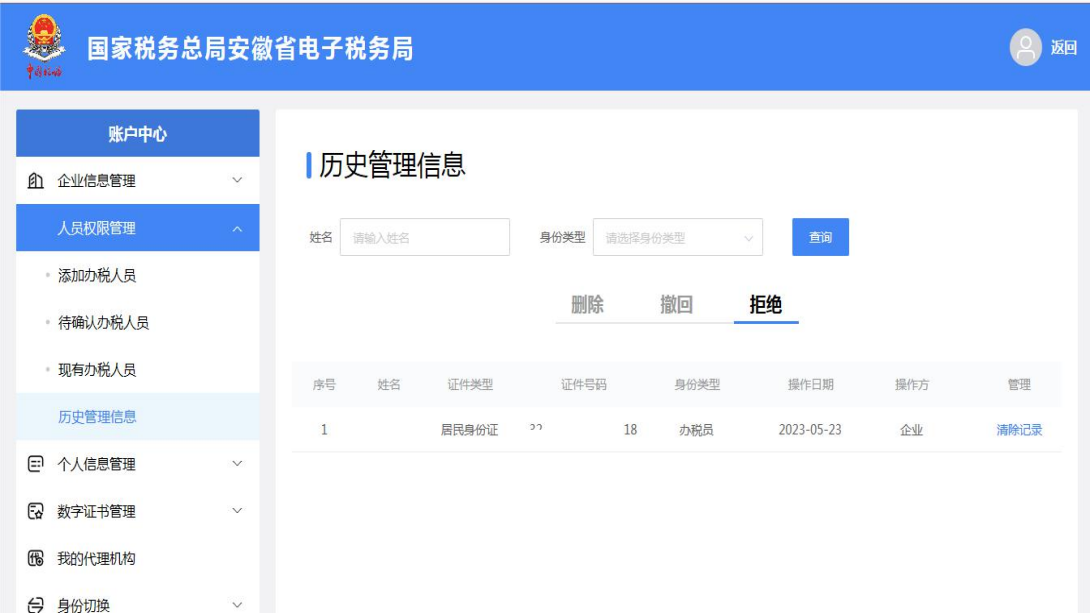 国家税务总局安徽省电子税务局
返回
账户中心
企业信息管理
人员权限管理
添加办税人员
待确认办税人员
现有办税人员
历史管理信息
个人信息管理
数字证书管理
我的代理机构
身份切换
历史管理信息
姓名 请输入姓名 身份类型 请选择身份类型 查询
删除 撤回 拒绝
序号 姓名 证件类型 证件号码 身份类型 操作日期 操作方 管理
1 居民身份证 18 办税员 2023-05-23 企业 清除记录